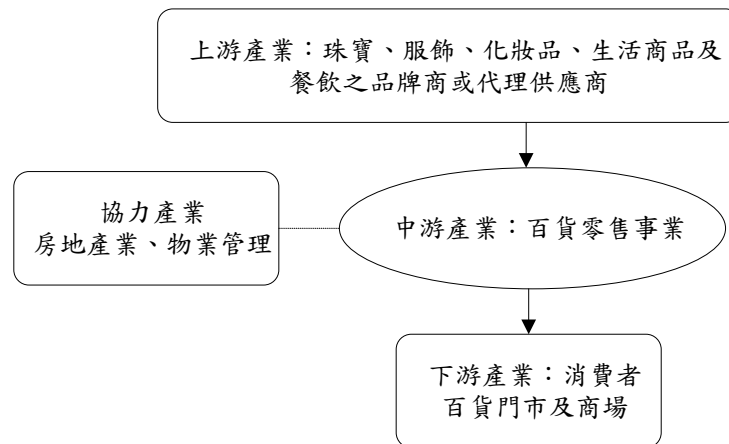 上游產業：珠寶、服飾、化妝品、生活商品及
餐飲之品牌商或代理供應商
協力產業
房地產業、物業管理
中游產業：百貨零售事業
下游產業：消費者
百貨門市及商場